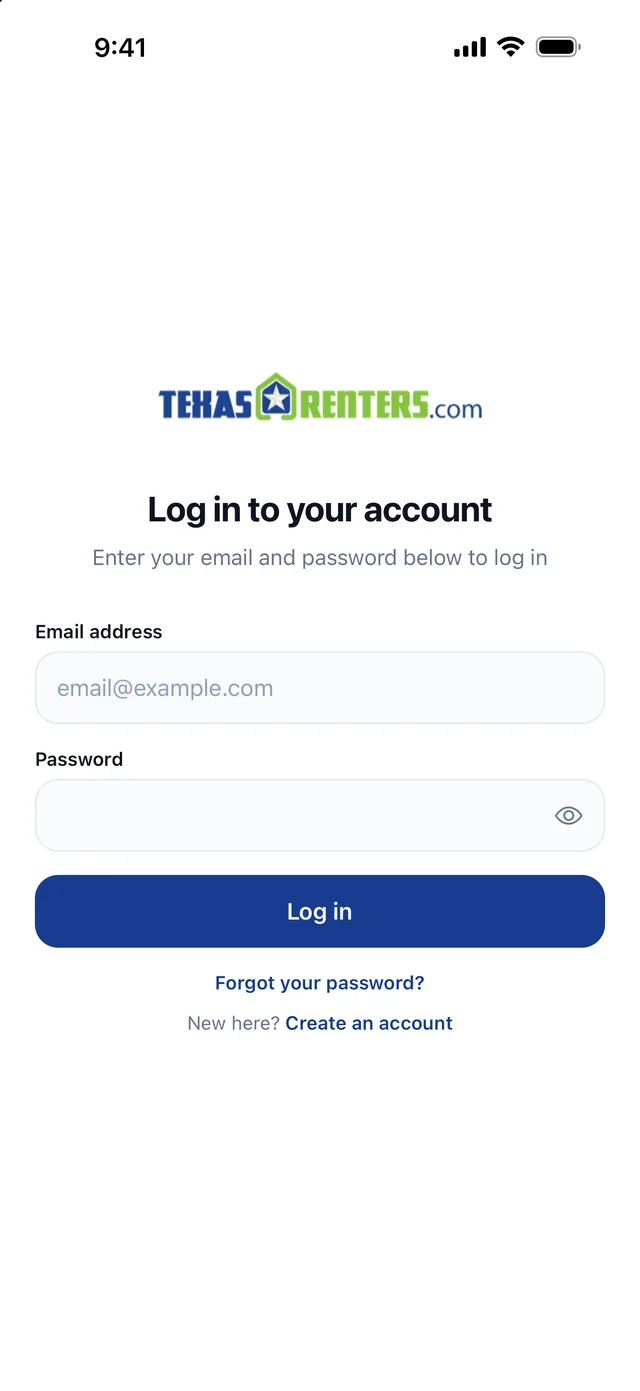 9:41
TEXAS RENTERS.com
Log in to your account
Enter your email and password below to log in
Email address
email@example.com
Password
Log in
Forgot your password?
New here? Create an account